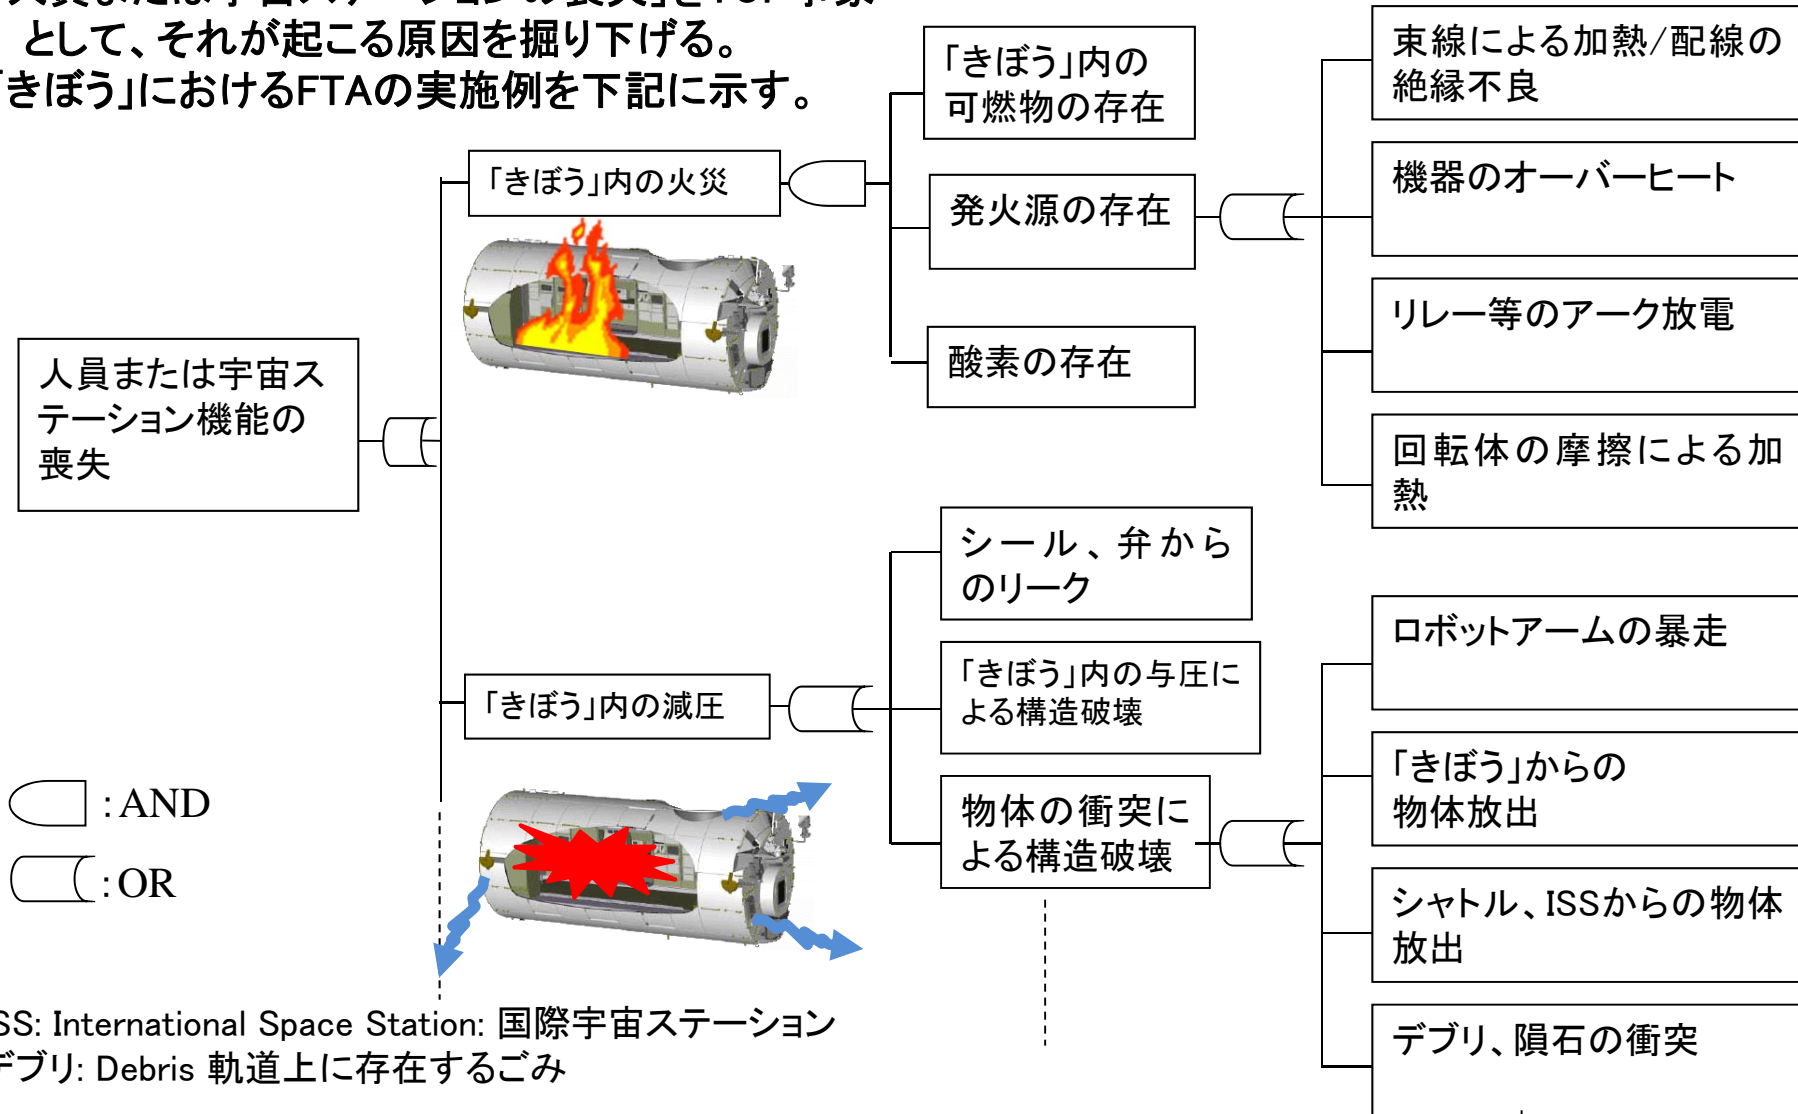 として、それが起こる原因を掘り下げる。
「きぼう」におけるFTAの実施例を下記に示す。
「きぼう」内の
可燃物の存在
束線による加熱/配線の
絶縁不良
「きぼう」内の火災
発火源の存在
機器のオーバーヒート
酸素の存在
リレー等のアーク放電
人員または宇宙ス
テーション機能の
喪失
回転体の摩擦による加
熱
シール、弁から
のリーク
「きぼう」内の減圧
「きぼう」内の与圧に
よる構造破壊
ロボットアームの暴走
物体の衝突に
よる構造破壊
「きぼう」からの
物体放出
シャトル、ISSからの物体
放出
デブリ、隕石の衝突
:AND
:OR
SS: International Space Station: 国際宇宙ステーション
デブリ: Debris 軌道上に存在するごみ